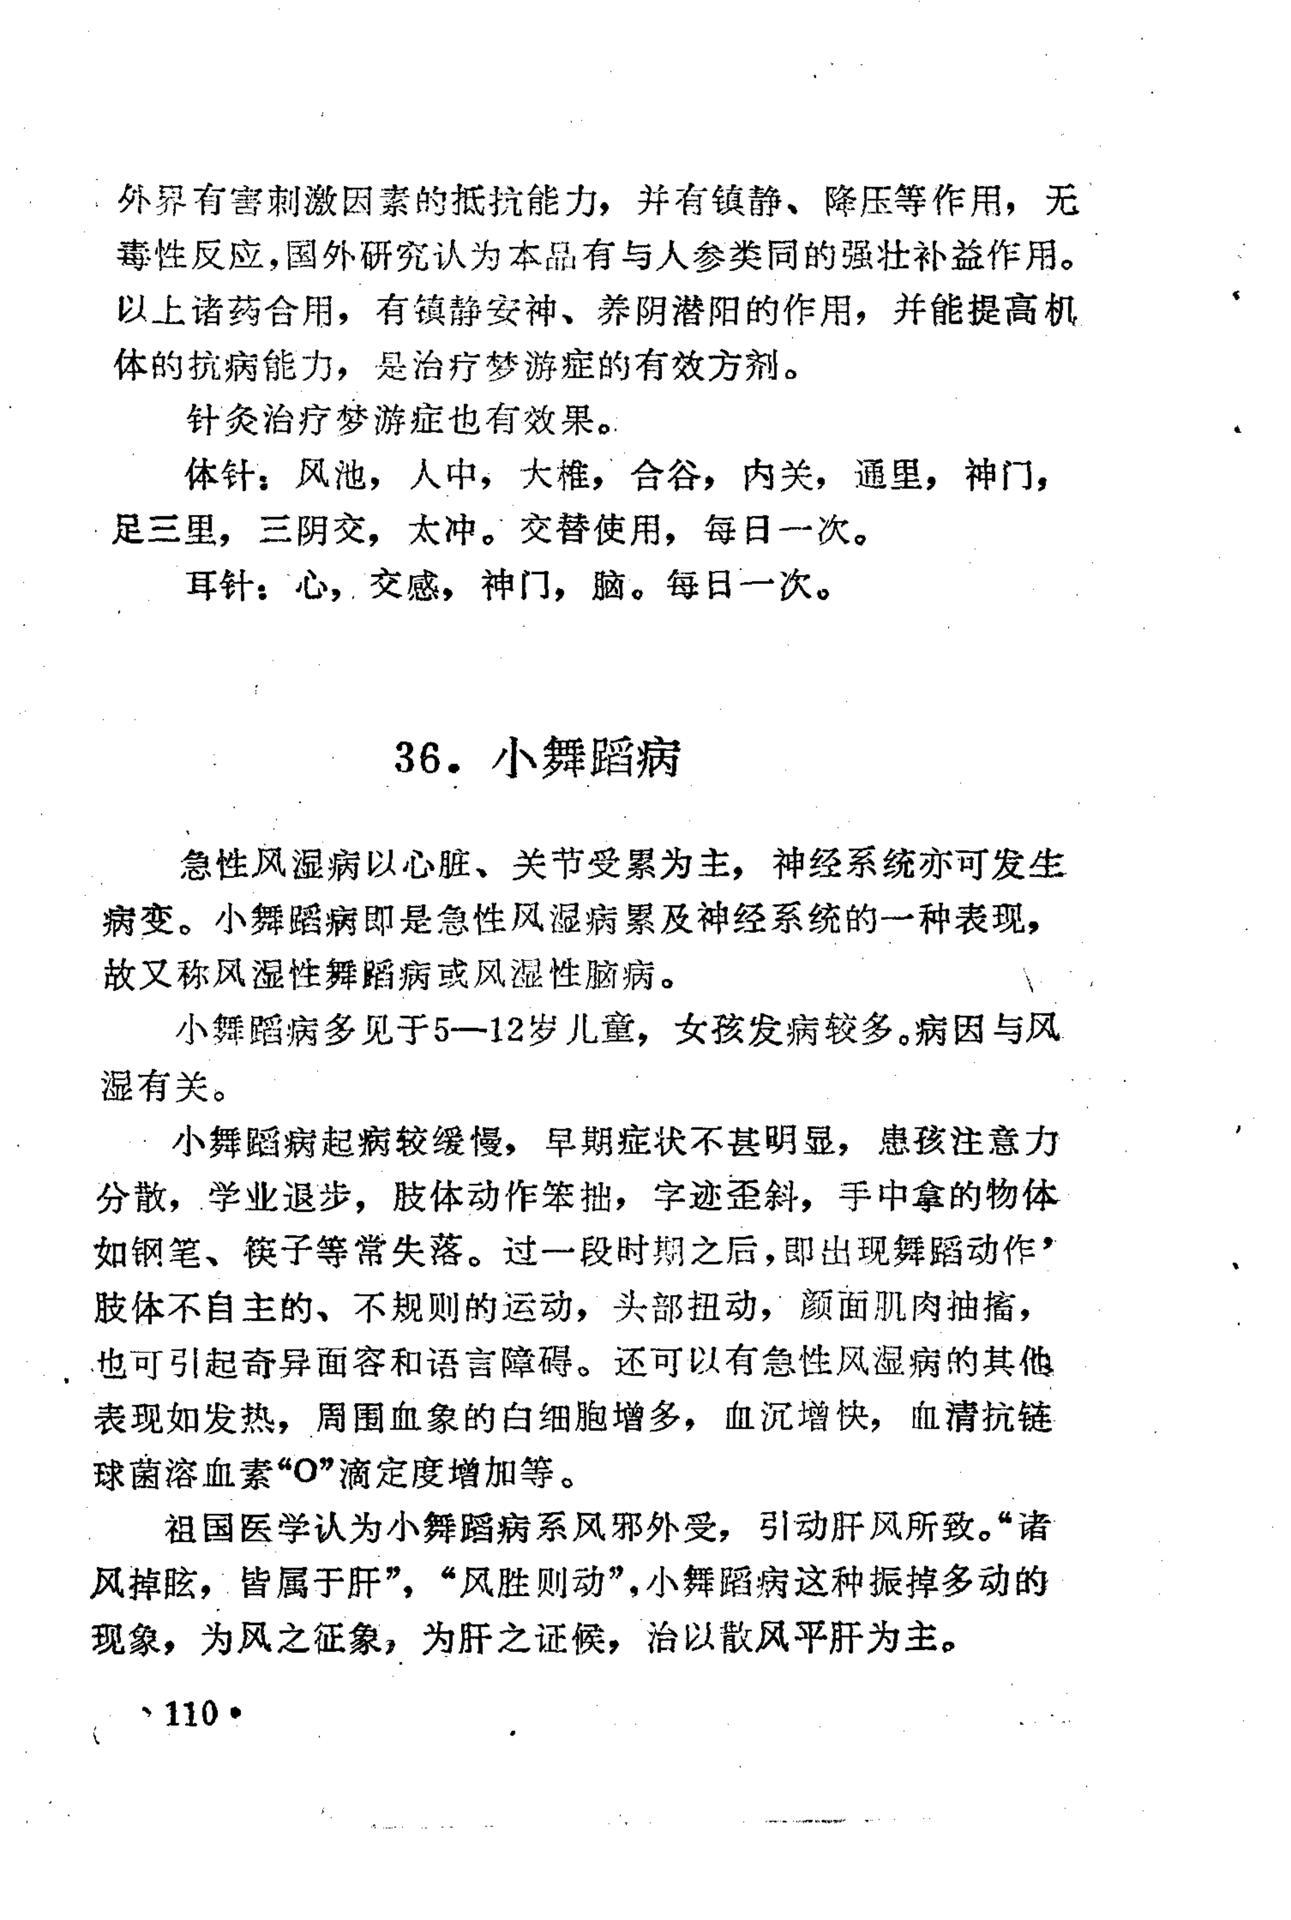 外界有害刺激因素的抵抗能力，并有镇静、降压等作用，无
毒性反应，国外研究认为本品有与人参类同的强壮补益作用。
以上诸药合用，有镇静安神、养阴潜阳的作用，并能提高机
体的抗病能力，是治疗梦游症的有效方剂。
针灸治疗梦游症也有效果。
体针：风池，人中，大椎，合谷，内关，通里，神门，
足三里，三阴交，太冲。交替使用，每日一次。
耳针：心，交感，神门，脑。每日一次。
36．小舞蹈病
急性风湿病以心脏、关节受累为主，神经系统亦可发生
病变。小舞蹈病即是急性风湿病累及神经系统的一种表现，
故又称风湿性舞蹈病或风湿性脑病。
小舞蹈病多见于5—12岁儿童，女孩发病较多。病因与风
湿有关。
小舞蹈病起病较缓慢，早期症状不甚明显，患孩注意力
分散，学业退步，肢体动作笨拙，字迹歪斜，手中拿的物体
如钢笔、筷子等常失落。过一段时期之后，即出现舞蹈动作，
肢体不自主的、不规则的运动，头部扭动，颜面肌肉抽搐，
也可引起奇异面容和语言障碍。还可以有急性风湿病的其他
表现如发热，周围血象的白细胞增多，血沉增快，血清抗链
球菌溶血素“O”滴定度增加等。
祖国医学认为小舞蹈病系风邪外受，引动肝风所致。“诸
风掉眩，皆属于肝”，“风胜则动”，小舞蹈病这种振掉多动的
现象，为风之征象，为肝之证候，治以散风平肝为主。
·110·